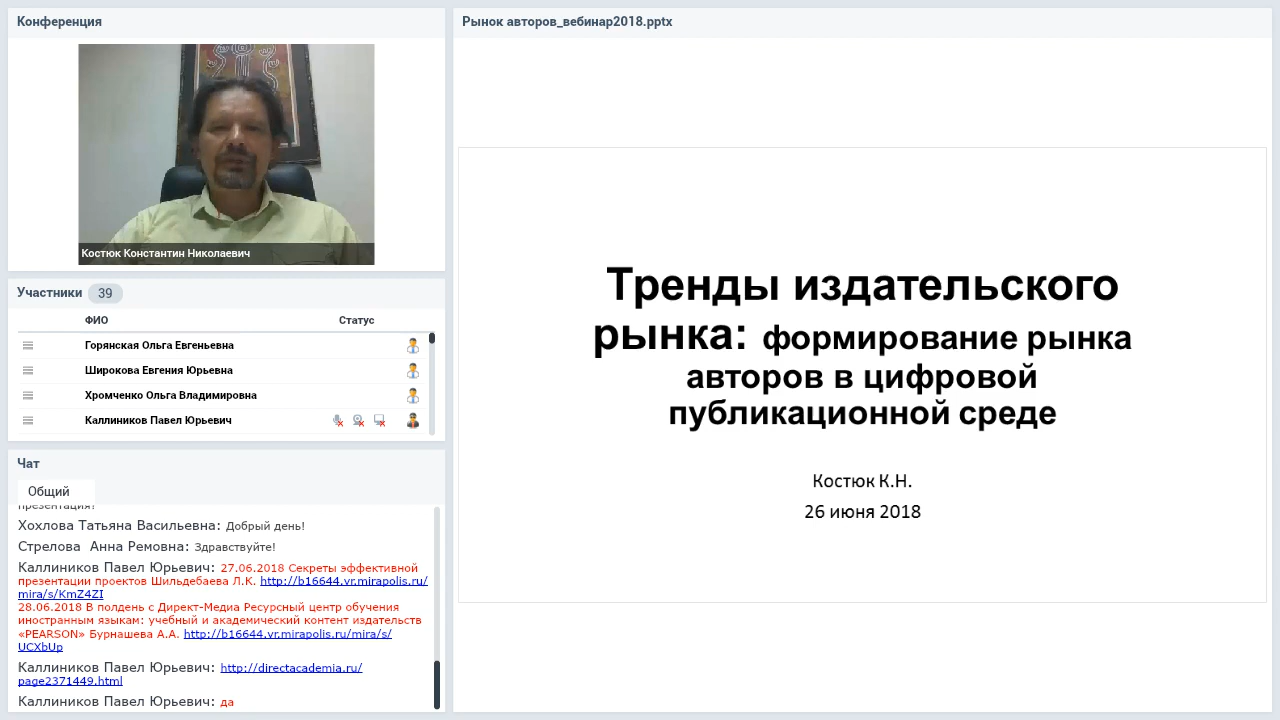 Конференция
Костюк Константин Николаевич
Участники 39
ФИО Статус
Горянская Ольга Евгеньевна
Широкова Евгения Юрьевна
Хромченко Ольга Владимировна
Каллиников Павел Юрьевич
Чат
Общий
презентация?
Хохлова Татьяна Васильевна: Добрый день!
Стрелова Анна Ремовна: Здравствуйте!
Каллиников Павел Юрьевич: 27.06.2018 Секреты эффективной
презентации проектов Шильдебаева Л.К. http://b16644.vr.mirapolis.ru/
mira/s/KmZ4ZI
28.06.2018 В полдень с Директ-Медиа Ресурсный центр обучения
иностранным языкам: учебный и академический контент издательств
«PEARSON» Бурнашева А.А. http://b16644.vr.mirapolis.ru/mira/s/
UCXbUp
Каллиников Павел Юрьевич: http://directacademia.ru/
page2371449.html
Каллиников Павел Юрьевич: да
Рынок авторов_вебинар2018.pptx
Тренды издательского
рынка: формирование рынка
авторов в цифровой
публикационной среде
Костюк К.Н.
26 июня 2018